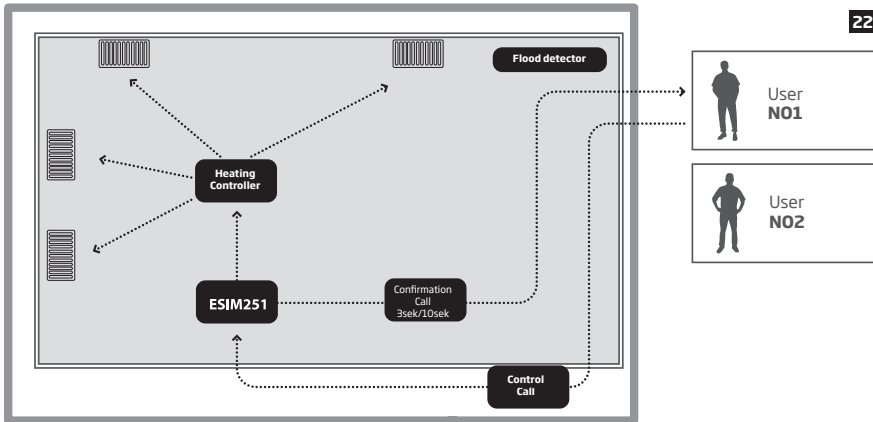 22
Flood detector
User
NO1
Heating
Controller
User
NO2
ESIM251
Confirmation
Call
3sek/10sek
Control
Call